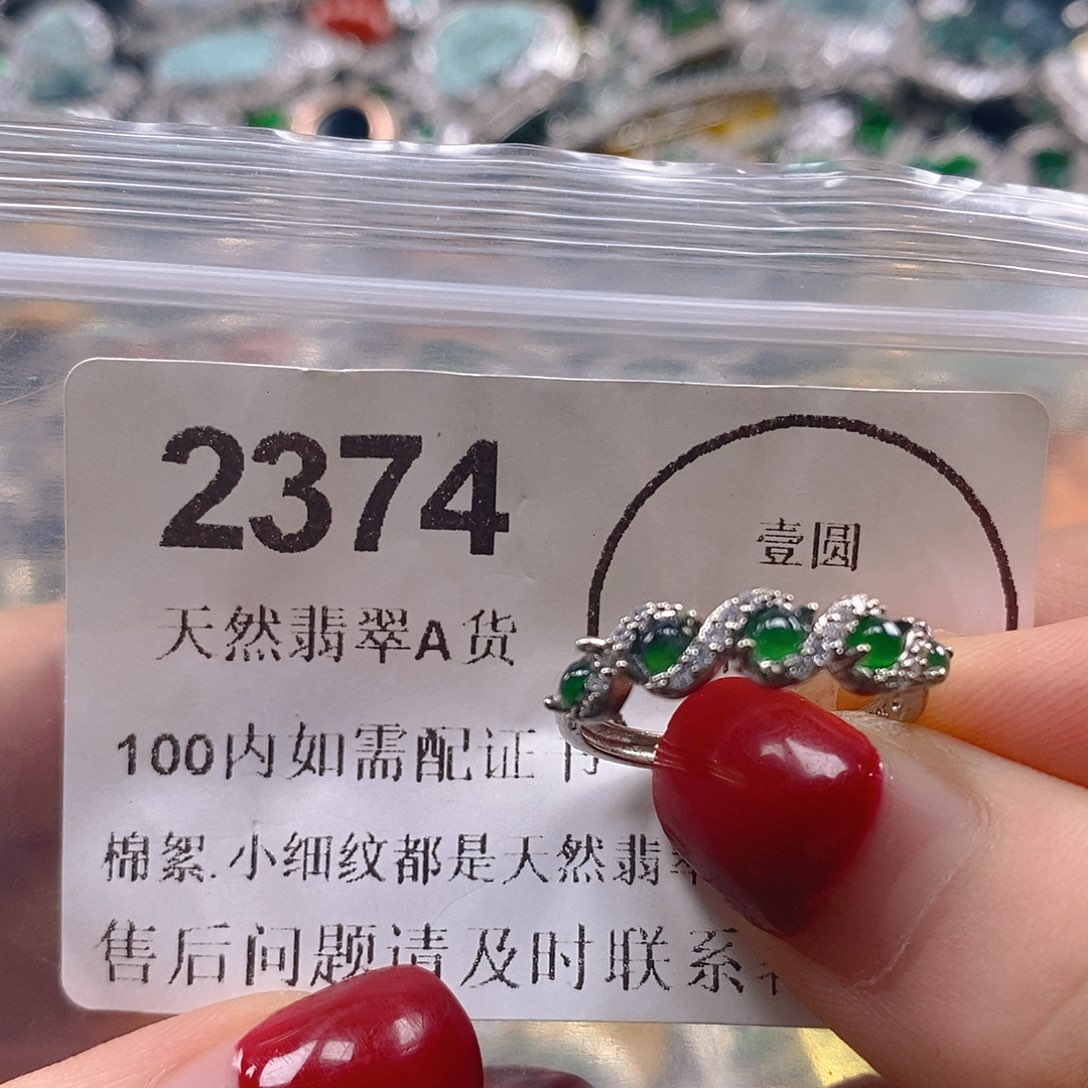 2374
壹圆
天然翡翠A货
100内如需配证
棉絮.小细纹都是天然翡
售后问题请及时联系